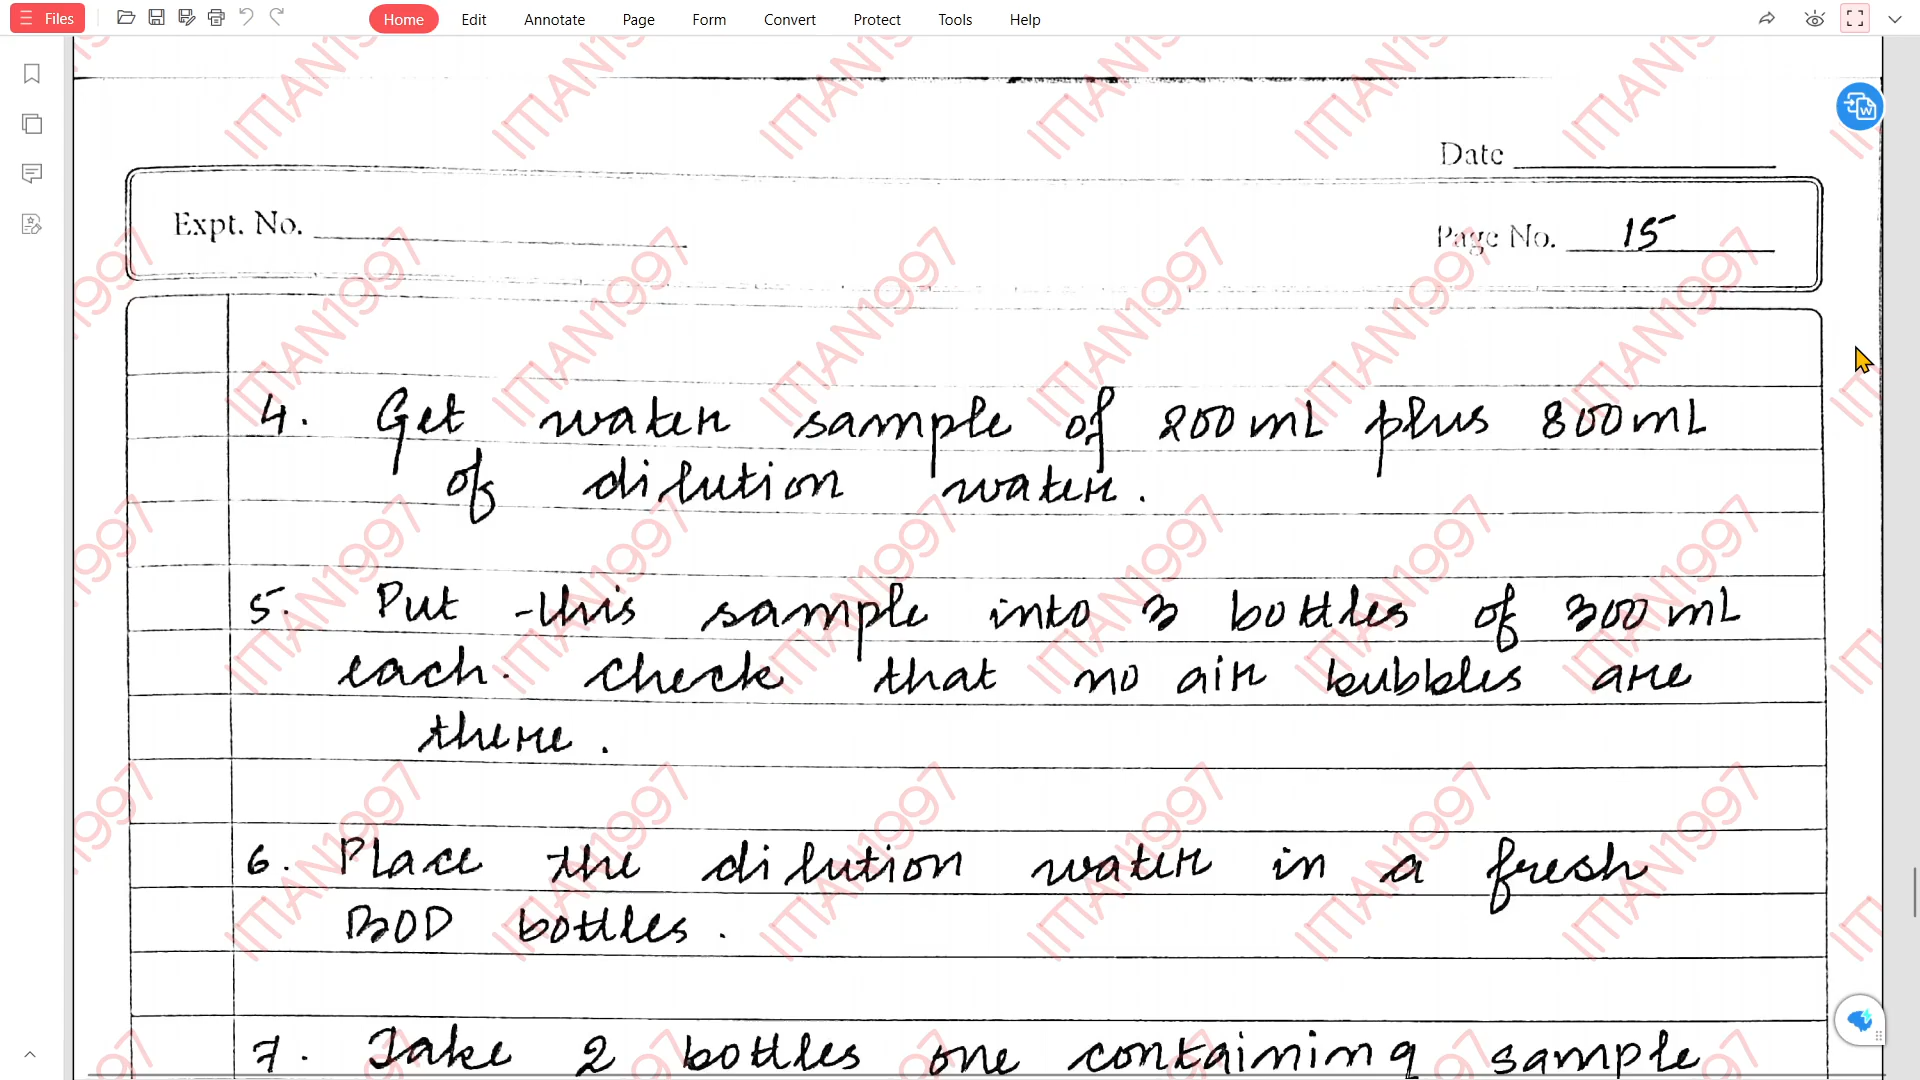 Files
Home Edit Annotate Page Form Convert Protect Tools Help
Date
Expt. No.
Page No. 15
4. Get water sample of 200 mL plus 800 mL
of dilution water.
5. Put this sample into 3 bottles of 300 mL
each. Check that no air bubbles are
there.
6. Place the dilution water in a fresh
BOD bottles.
7. Take 2 bottles one containing sample
IITIAN1997